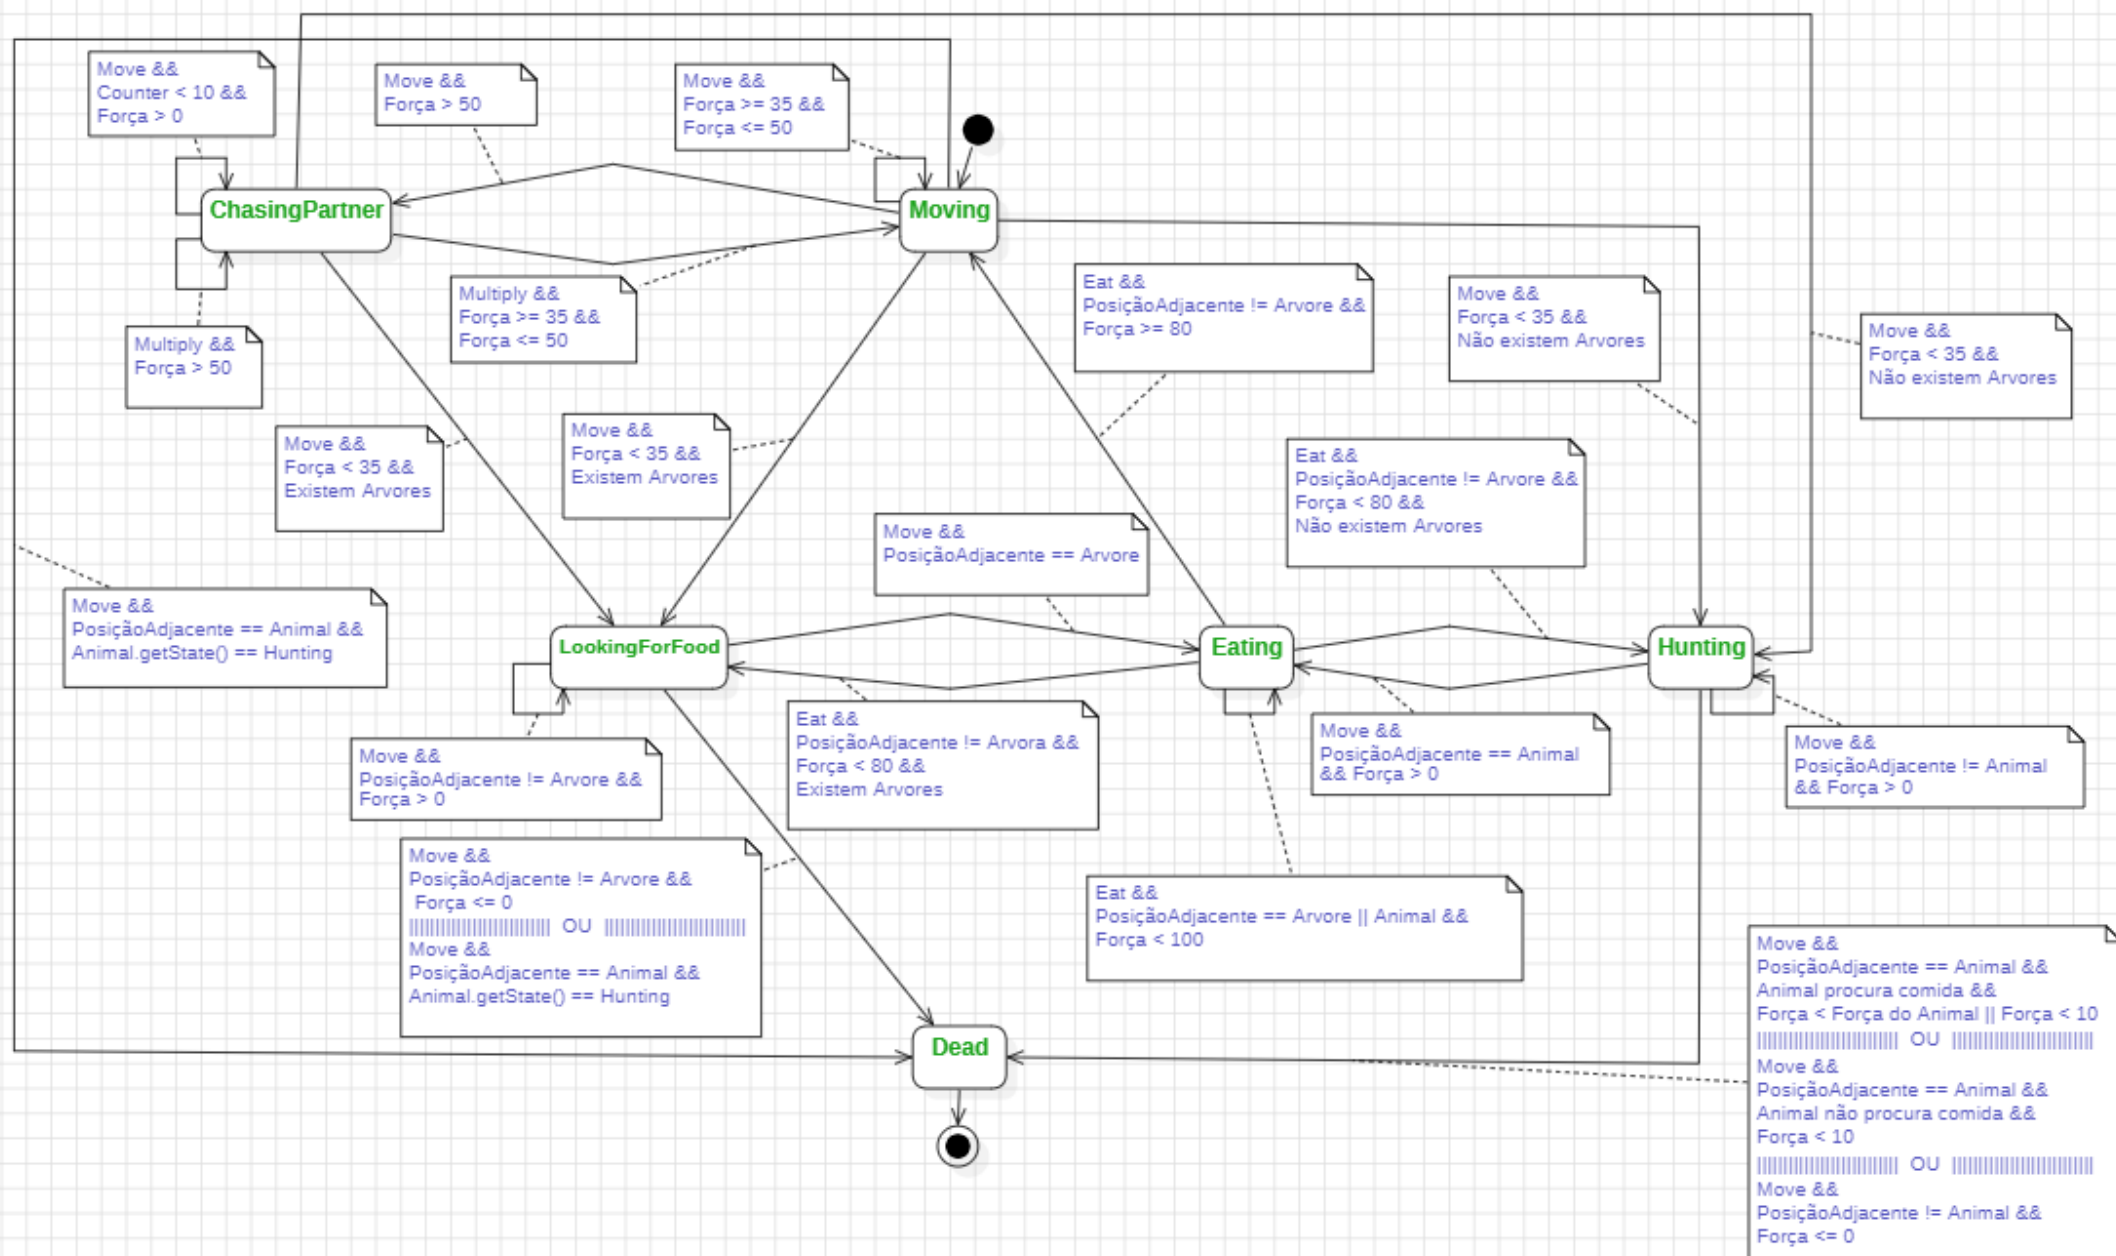 Move &&
Counter < 10 &&
Força > 0
Move &&
Força > 50
Move &&
Força >= 35 &&
Força <= 50
ChasingPartner
Moving
Multiply &&
Força >= 35 &&
Força <= 50
Eat &&
PosiçãoAdjacente != Arvore &&
Força >= 80
Move &&
Força < 35 &&
Não existem Arvores
Move &&
Força < 35 &&
Não existem Arvores
Multiply &&
Força > 50
Move &&
Força < 35 &&
Existem Arvores
Move &&
Força < 35 &&
Existem Arvores
Eat &&
PosiçãoAdjacente != Arvore &&
Força < 80 &&
Não existem Arvores
Move &&
PosiçãoAdjacente == Arvore
Move &&
PosiçãoAdjacente == Animal &&
Animal.getState() == Hunting
LookingForFood
Eating
Hunting
Move &&
PosiçãoAdjacente != Arvore &&
Força > 0
Eat &&
PosiçãoAdjacente != Arvora &&
Força < 80 &&
Existem Arvores
Move &&
PosiçãoAdjacente == Animal
&& Força > 0
Move &&
PosiçãoAdjacente != Animal
&& Força > 0
Move &&
PosiçãoAdjacente != Arvore &&
Força <= 0
||||||||||||||||||||||||||| OU |||||||||||||||||||||||||||
Move &&
PosiçãoAdjacente == Animal &&
Animal.getState() == Hunting
Eat &&
PosiçãoAdjacente == Arvore || Animal &&
Força < 100
Move &&
PosiçãoAdjacente == Animal &&
Animal procura comida &&
Força < Força do Animal || Força < 10
||||||||||||||||||||||||||| OU |||||||||||||||||||||||||||
Move &&
PosiçãoAdjacente == Animal &&
Animal não procura comida &&
Força < 10
||||||||||||||||||||||||||| OU |||||||||||||||||||||||||||
Move &&
PosiçãoAdjacente != Animal &&
Força <= 0
Dead